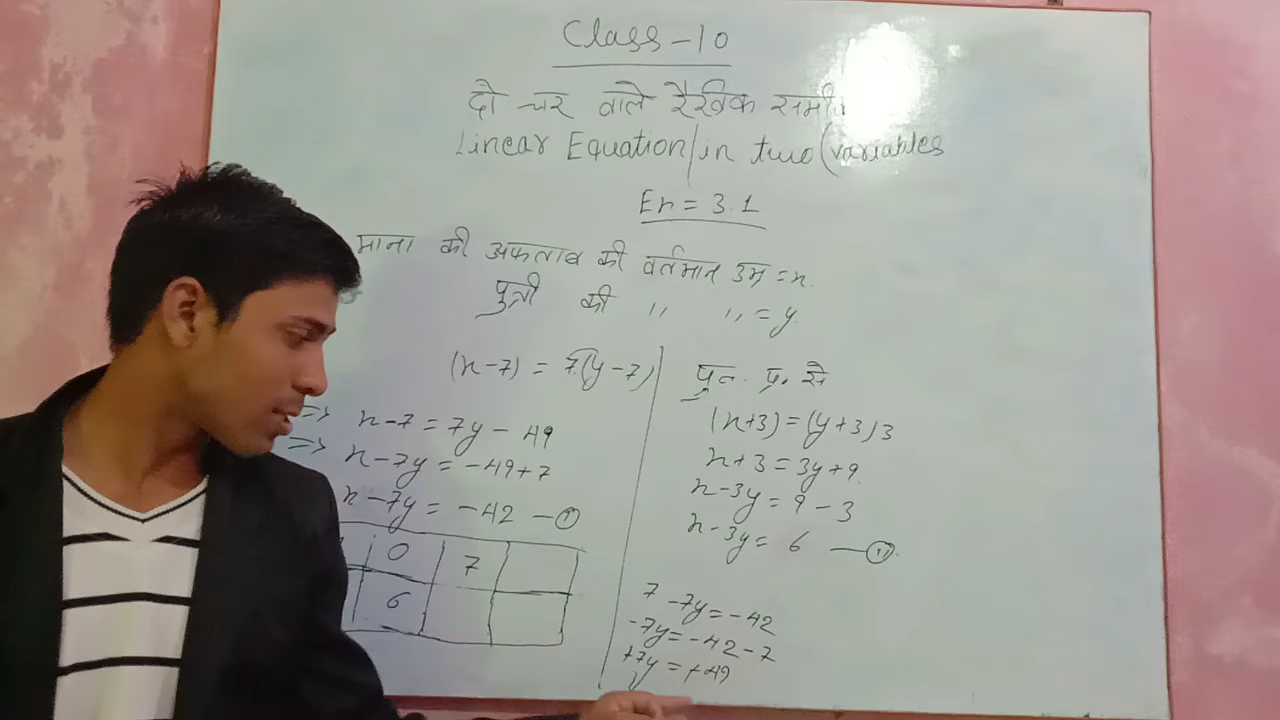 Class-10
दो चर वाले रैखिक समी०
Linear Equation/in two (variables
Ex = 3.1
माना की अफताब की वर्तमान उम्र = x.
पुत्री की ,, ,, = y
(x-7) = 7(y-7)
=> x-7 = 7y - 49
=> x-7y = -49+7
x-7y = -42 -①
0 7
6
पुन. प्र. से
(x+3) = (y+3)3
x+3 = 3y+9.
x-3y = 9-3
x-3y = 6 -②.
7 -7y = -42
-7y = -42-7
+7y = +49